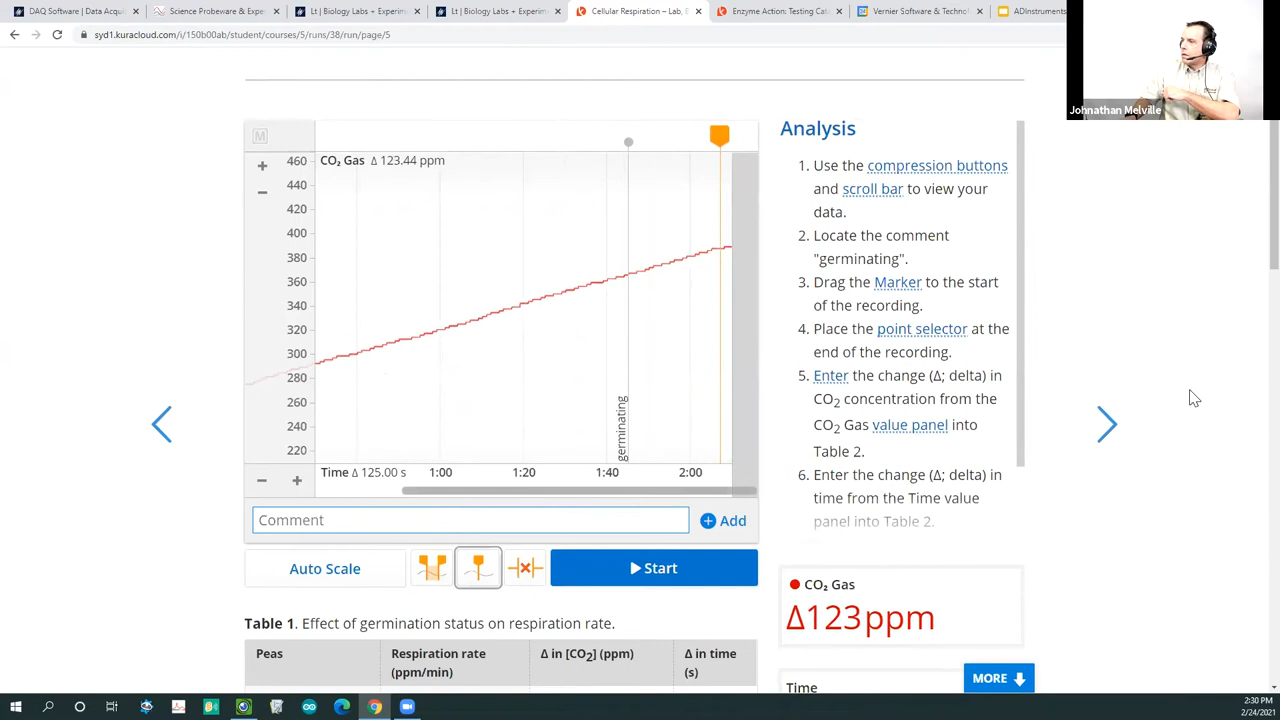 DAQ Software | Data Acquis
Science Probeware & Experim
Lt | Biology Labs + Experime
Lt | Biology Labs + Experime
Cellular Respiration – Lab, E
Enzyme Action: Testing Cata
Vernier Software & Technol
ADInstruments
syd1.kuracloud.com/i/150b00ab/student/courses/5/runs/38/run/page/5
Johnathan Melville
M
CO₂ Gas Δ 123.44 ppm
460
440
420
400
380
360
340
320
300
280
260
240
220
germinating
Time Δ 125.00 s
1:00
1:20
1:40
2:00
Comment
Add
Auto Scale
Start
Table 1. Effect of germination status on respiration rate.
Peas
Respiration rate
(ppm/min)
Δ in [CO₂] (ppm)
Δ in time
(s)
Analysis
1. Use the compression buttons
and scroll bar to view your
data.
2. Locate the comment
"germinating".
3. Drag the Marker to the start
of the recording.
4. Place the point selector at the
end of the recording.
5. Enter the change (Δ; delta) in
CO₂ concentration from the
CO₂ Gas value panel into
Table 2.
6. Enter the change (Δ; delta) in
time from the Time value
panel into Table 2.
CO₂ Gas
Δ123ppm
Time
MORE
2:30 PM
2/24/2021